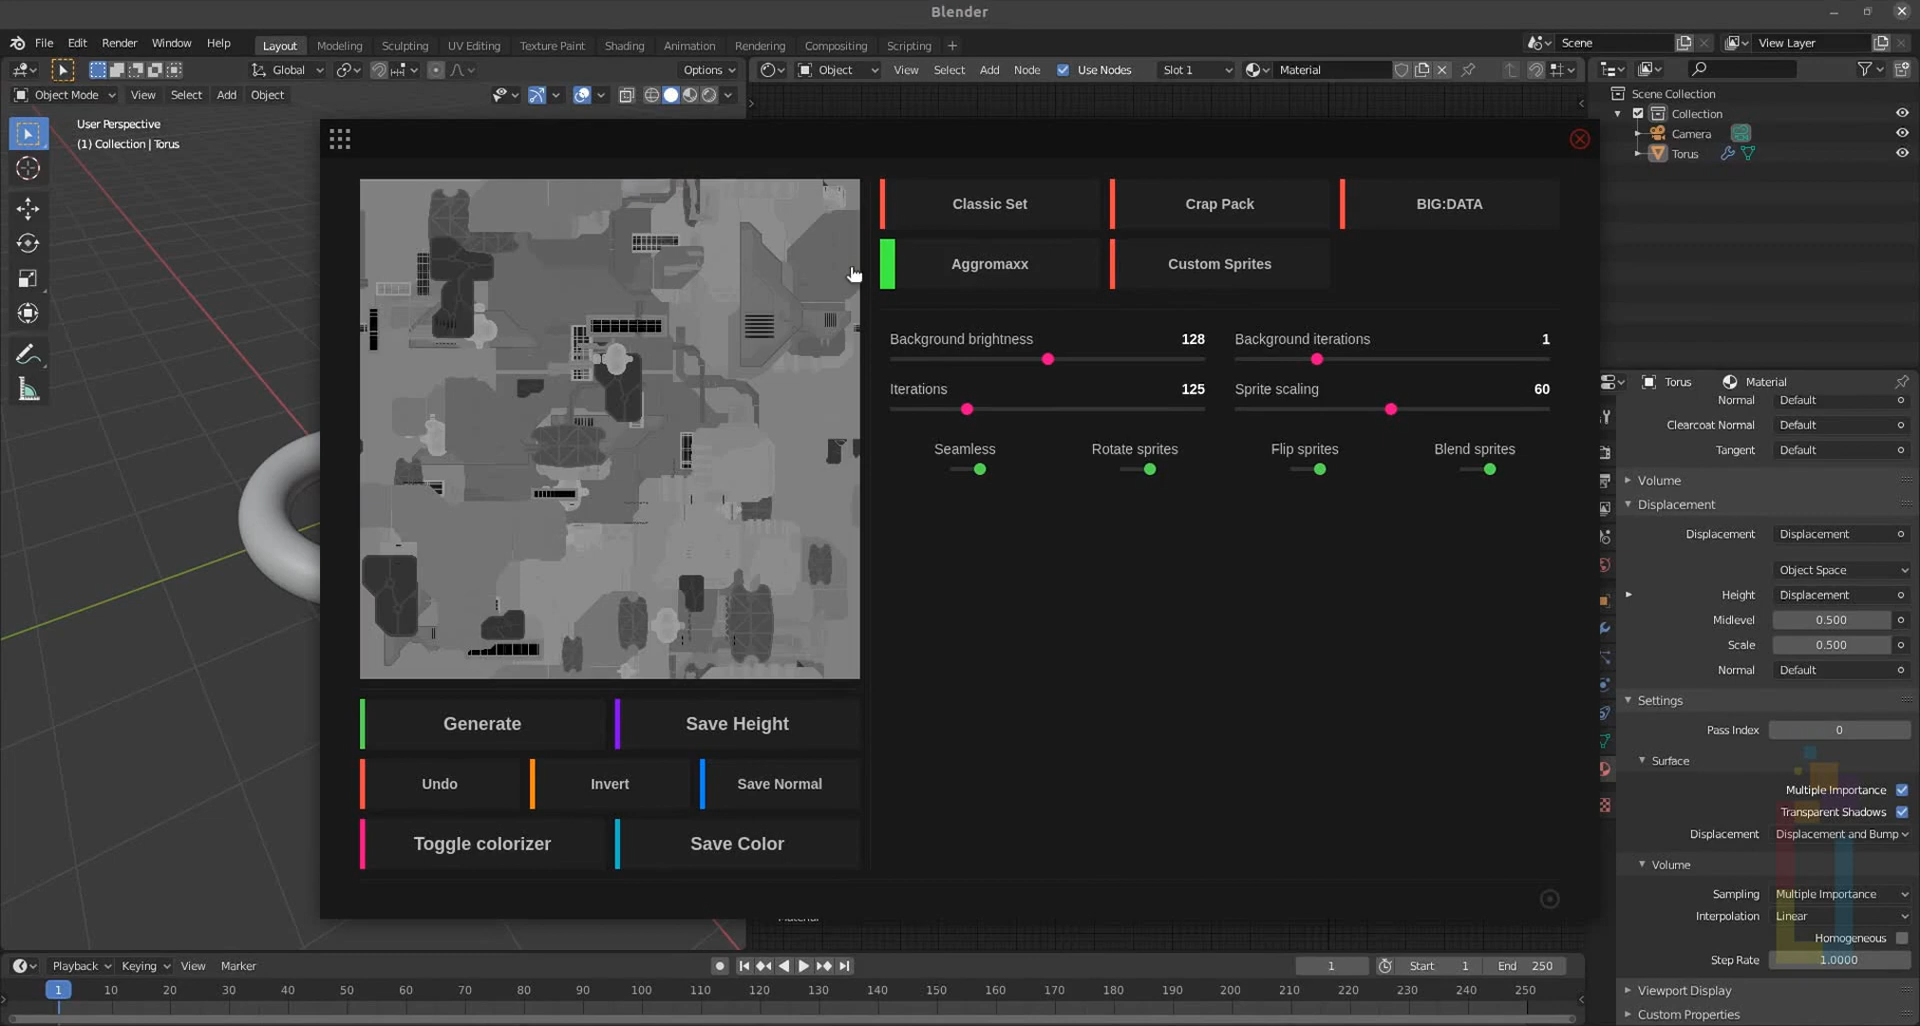 Blender
File Edit Render Window Help
Layout Modeling Sculpting UV Editing Texture Paint Shading Animation Rendering Compositing Scripting +
Scene View Layer
Global Options Object View Select Add Node Use Nodes Slot 1 Material
Object Mode View Select Add Object
User Perspective
(1) Collection | Torus
Scene Collection
Collection
Camera
Torus
Classic Set Crap Pack BIG:DATA
Aggromaxx Custom Sprites
Background brightness 128 Background iterations 1
Iterations 125 Sprite scaling 60
Seamless Rotate sprites Flip sprites Blend sprites
Generate Save Height
Undo Invert Save Normal
Toggle colorizer Save Color
Material
Torus Material
Normal Default
Clearcoat Normal Default
Tangent Default
Volume
Displacement
Displacement Displacement
Object Space
Height Displacement
Midlevel 0.500
Scale 0.500
Normal Default
Settings
Pass Index 0
Surface
Multiple Importance
Transparent Shadows
Displacement Displacement and Bump
Volume
Sampling Multiple Importance
Interpolation Linear
Homogeneous
Step Rate 1.0000
Viewport Display
Custom Properties
Playback Keying View Marker 1 Start 1 End 250
1 10 20 30 40 50 60 70 80 90 100 110 120 130 140 150 160 170 180 190 200 210 220 230 240 250